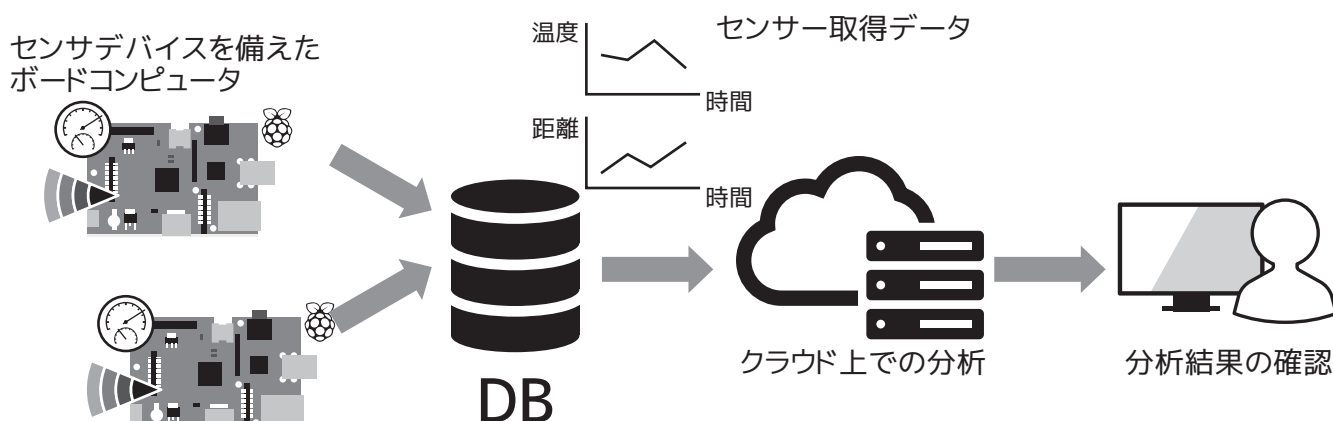 センサデバイスを備えた
ボードコンピュータ
温度
時間
センサー取得データ
距離
時間
DB
クラウド上での分析
分析結果の確認